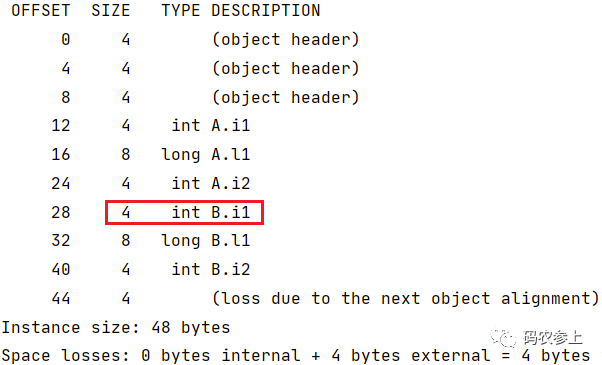 OFFSET SIZE TYPE DESCRIPTION
0 4 (object header)
4 4 (object header)
8 4 (object header)
12 4 int A.i1
16 8 long A.l1
24 4 int A.i2
28 4 int B.i1
32 8 long B.l1
40 4 int B.i2
44 4 (loss due to the next object alignment)
Instance size: 48 bytes
Space losses: 0 bytes internal + 4 bytes external = 4 bytes
码农参上